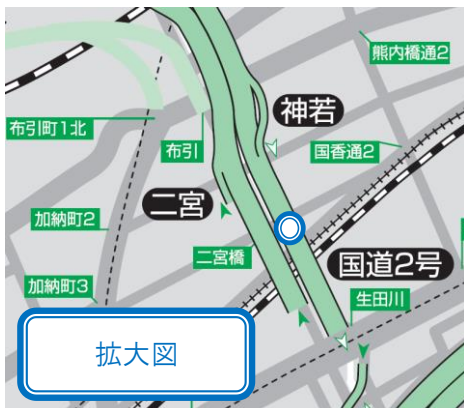 熊内橋通2
神若
布引町1北
布引
国香通2
二宮
加納町2
二宮橋
国道2号
加納町3
生田川
拡大図